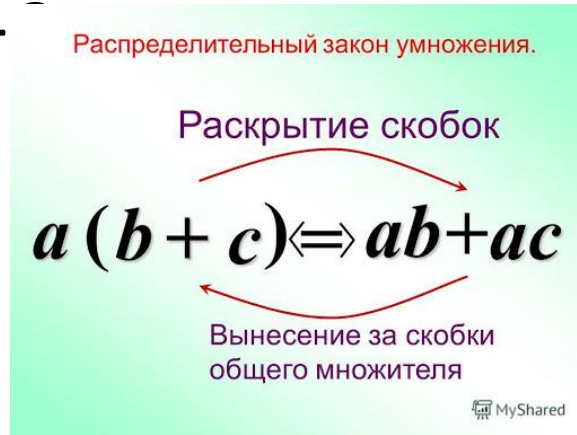 Распределительный закон умножения.
Раскрытие скобок
a (b + c) ⇔ ab+ac
Вынесение за скобки
общего множителя
MyShared